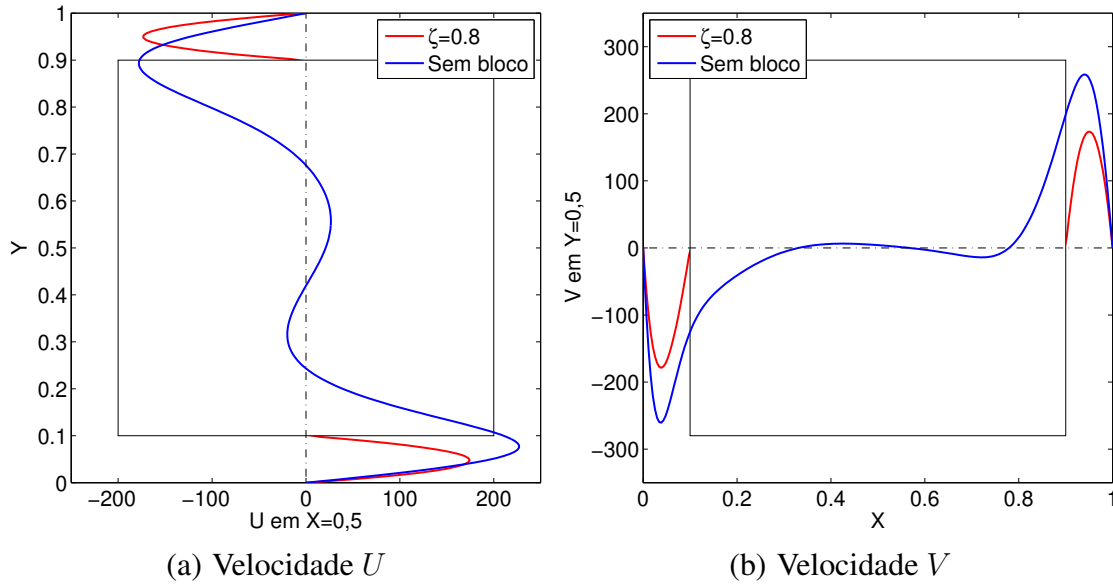 1
0.9
0.8
0.7
0.6
0.5
0.4
0.3
0.2
0.1
0
Y
−200
−100
0
100
200
U em X=0,5
ζ=0.8
Sem bloco
(a) Velocidade U
300
200
100
0
−100
−200
−300
V em Y=0,5
0
0.2
0.4
0.6
0.8
1
X
ζ=0.8
Sem bloco
(b) Velocidade V